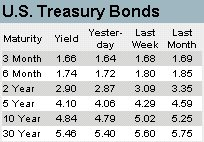 U.S. Treasury Bonds
Maturity Yield Yester-day Last Week Last Month
3 Month 1.66 1.64 1.68 1.69
6 Month 1.74 1.72 1.80 1.85
2 Year 2.90 2.87 3.09 3.35
5 Year 4.10 4.06 4.29 4.59
10 Year 4.84 4.79 5.02 5.25
30 Year 5.46 5.40 5.60 5.75